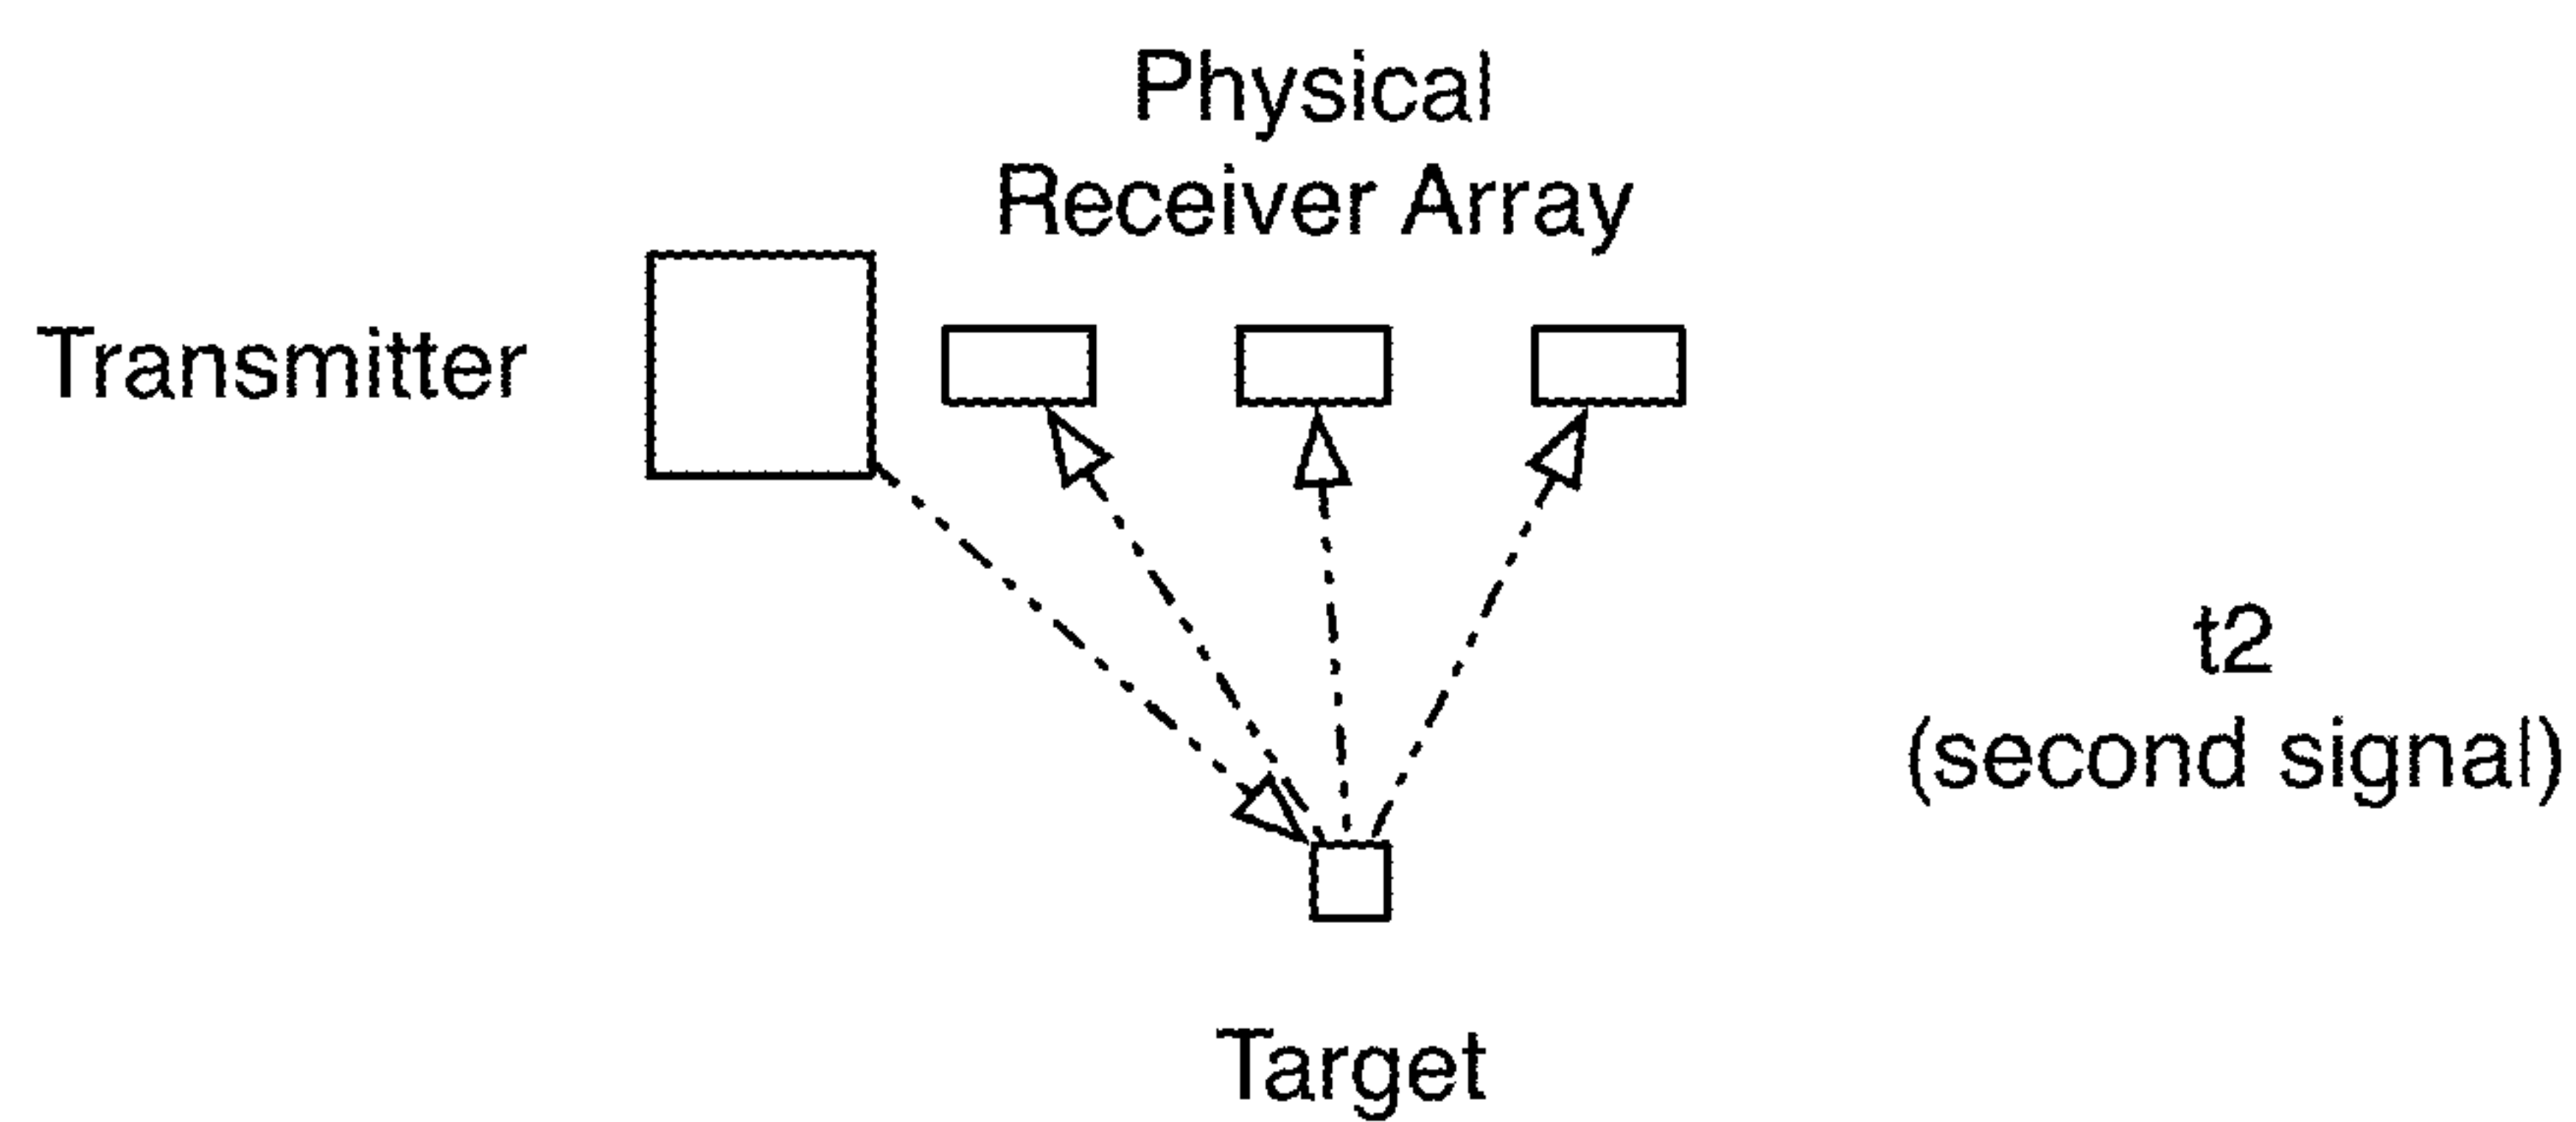 Physical
Receiver Array
Transmitter
t2
(second signal)
Target